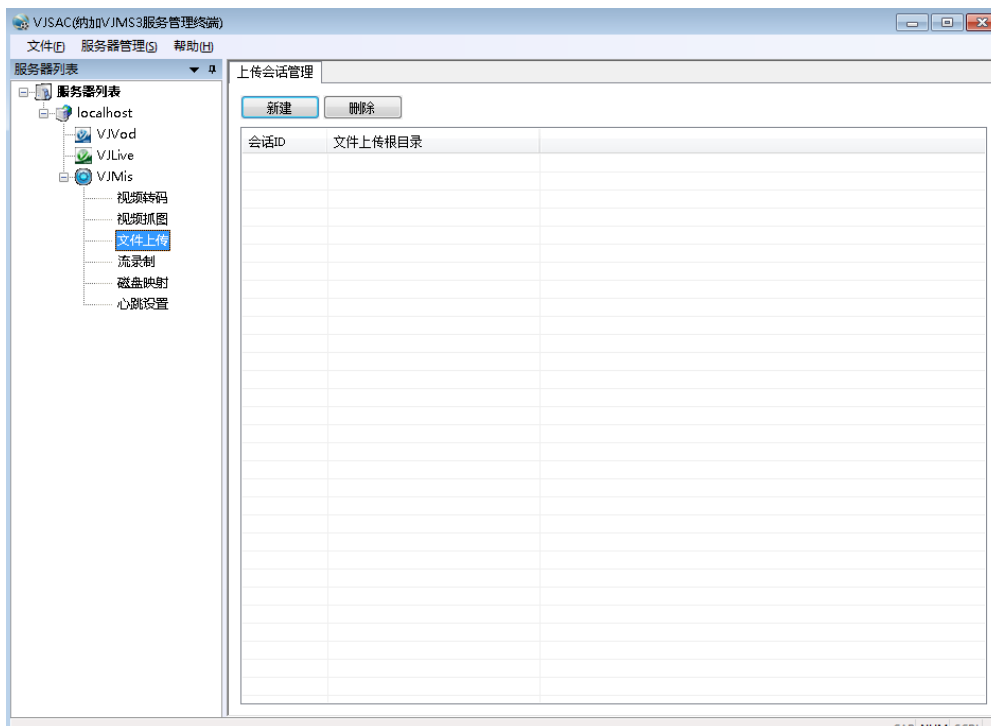 VJSAC(纳加VJMS3服务管理终端)
文件(F) 服务器管理(S) 帮助(H)
服务器列表
服务器列表
localhost
VJVod
VJLive
VJMis
视频转码
视频抓图
文件上传
流录制
磁盘映射
心跳设置
上传会话管理
新建 删除
会话ID 文件上传根目录